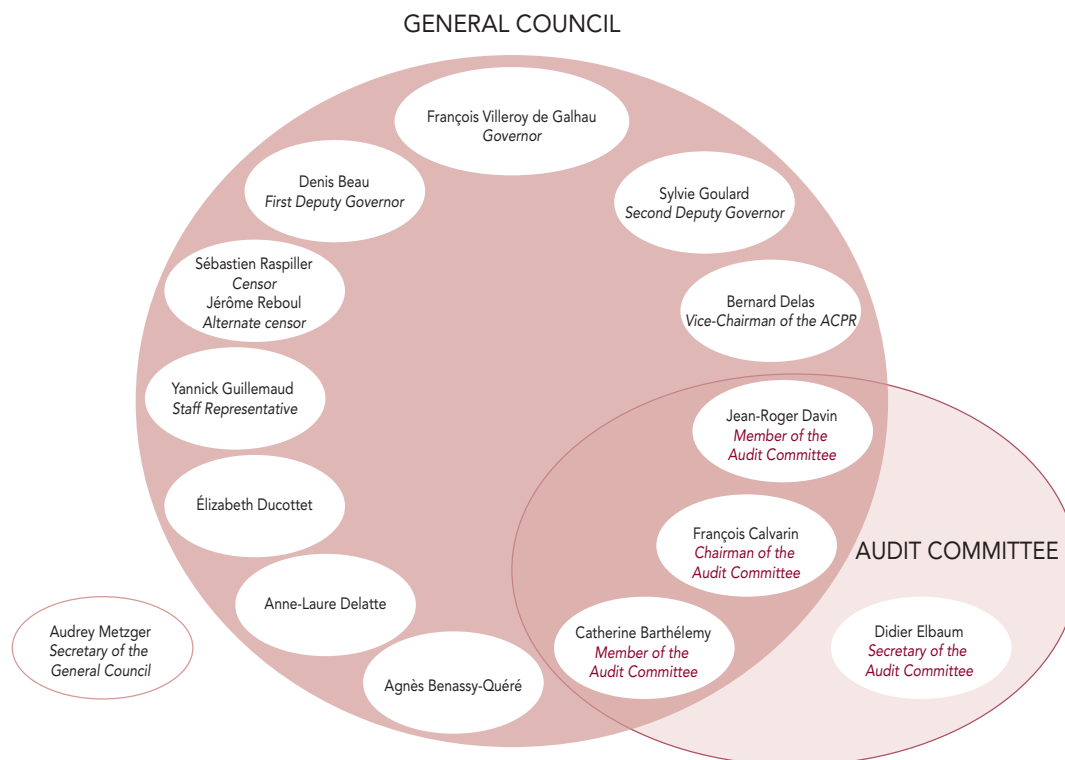 GENERAL COUNCIL
François Villeroy de Galhau
Governor
Denis Beau
First Deputy Governor
Sylvie Goulard
Second Deputy Governor
Sébastien Raspiller
Censor
Jérôme Reboul
Alternate censor
Bernard Delas
Vice-Chairman of the ACPR
Yannick Guillemaud
Staff Representative
Jean-Roger Davin
Member of the
Audit Committee
Élizabeth Ducottet
François Calvarin
Chairman of the
Audit Committee
AUDIT COMMITTEE
Anne-Laure Delatte
Audrey Metzger
Secretary of the
General Council
Catherine Barthélemy
Member of the
Audit Committee
Didier Elbaum
Secretary of the
Audit Committee
Agnès Benassy-Quéré